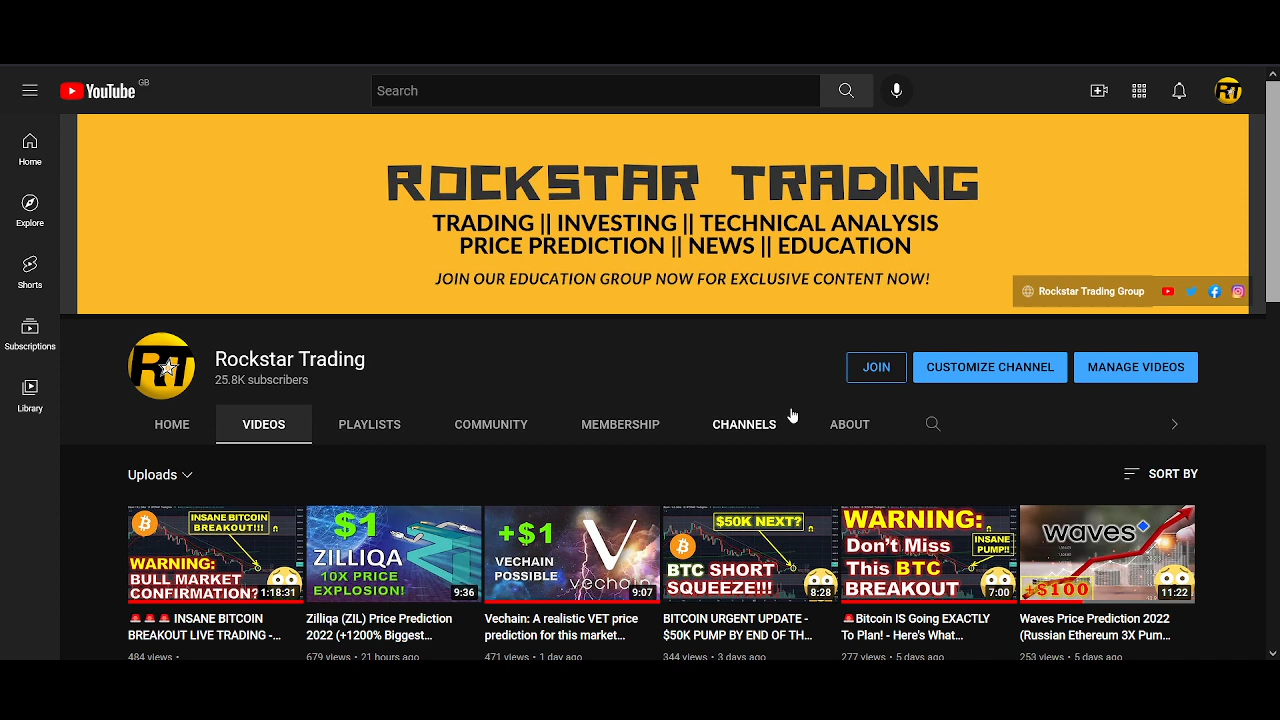 YouTube GB
Search
Home
Explore
Shorts
Subscriptions
Library
ROCKSTAR TRADING
TRADING || INVESTING || TECHNICAL ANALYSIS
PRICE PREDICTION || NEWS || EDUCATION
JOIN OUR EDUCATION GROUP NOW FOR EXCLUSIVE CONTENT NOW!
Rockstar Trading Group
RT
RT
Rockstar Trading
25.8K subscribers
JOIN
CUSTOMIZE CHANNEL
MANAGE VIDEOS
HOME
VIDEOS
PLAYLISTS
COMMUNITY
MEMBERSHIP
CHANNELS
ABOUT
Uploads
SORT BY
INSANE BITCOIN
BREAKOUT!!!
WARNING:
BULL MARKET
CONFIRMATION?
1:18:31
INSANE BITCOIN
BREAKOUT LIVE TRADING -...
484 views •
$1
ZILLIQA
10X PRICE
EXPLOSION!
9:36
Zilliqa (ZIL) Price Prediction
2022 (+1200% Biggest...
679 views • 21 hours ago
+$1
VECHAIN
POSSIBLE
vechain
9:07
Vechain: A realistic VET price
prediction for this market...
471 views • 1 day ago
$50K NEXT?
BTC SHORT
SQUEEZE!!!
8:28
BITCOIN URGENT UPDATE -
$50K PUMP BY END OF TH...
344 views • 3 days ago
WARNING:
Don't Miss
This BTC
BREAKOUT
INSANE
PUMP!!
7:00
Bitcoin IS Going EXACTLY
To Plan! - Here's What...
277 views • 5 days ago
waves
+$100
11:22
Waves Price Prediction 2022
(Russian Ethereum 3X Pum...
253 views • 5 days ago